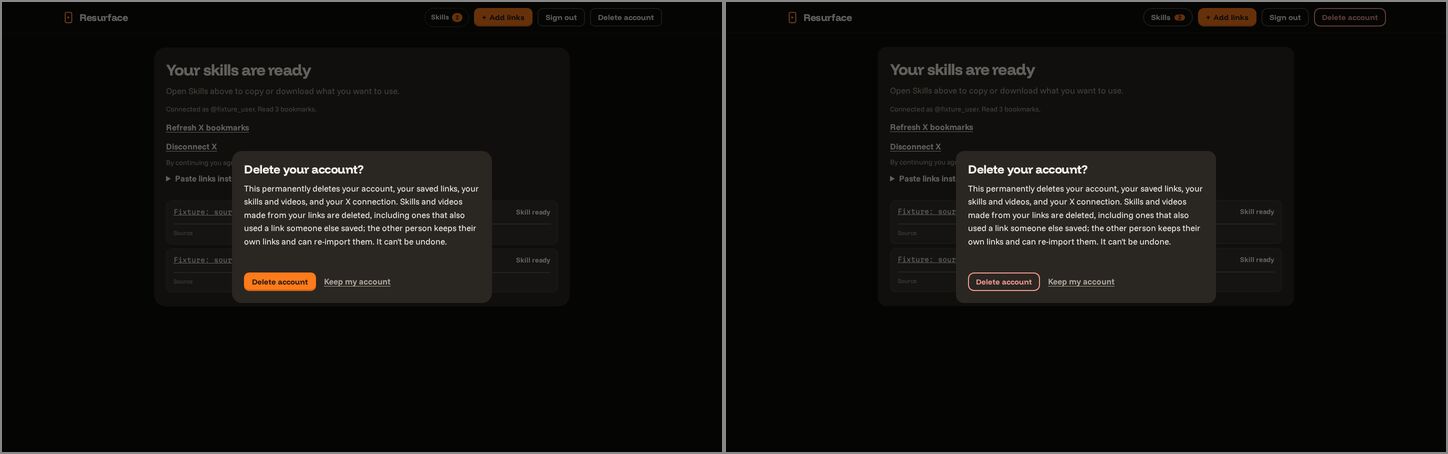 Resurface
Skills 2
+ Add links
Sign out
Delete account
Your skills are ready
Open Skills above to copy or download what you want to use.
Connected as @fixture_user. Read 3 bookmarks.
Refresh X bookmarks
Disconnect X
By continuing you
Paste links inst
Fixture: sour
Skill ready
Source
Fixture: sour
Skill ready
Source
Delete your account?
This permanently deletes your account, your saved links, your
skills and videos, and your X connection. Skills and videos
made from your links are deleted, including ones that also
used a link someone else saved; the other person keeps their
own links and can re-import them. It can't be undone.
Delete account
Keep my account
Resurface
Skills 2
+ Add links
Sign out
Delete account
Your skills are ready
Open Skills above to copy or download what you want to use.
Connected as @fixture_user. Read 3 bookmarks.
Refresh X bookmarks
Disconnect X
By continuing you
Paste links inst
Fixture: sour
Skill ready
Source
Fixture: sour
Skill ready
Source
Delete your account?
This permanently deletes your account, your saved links, your
skills and videos, and your X connection. Skills and videos
made from your links are deleted, including ones that also
used a link someone else saved; the other person keeps their
own links and can re-import them. It can't be undone.
Delete account
Keep my account